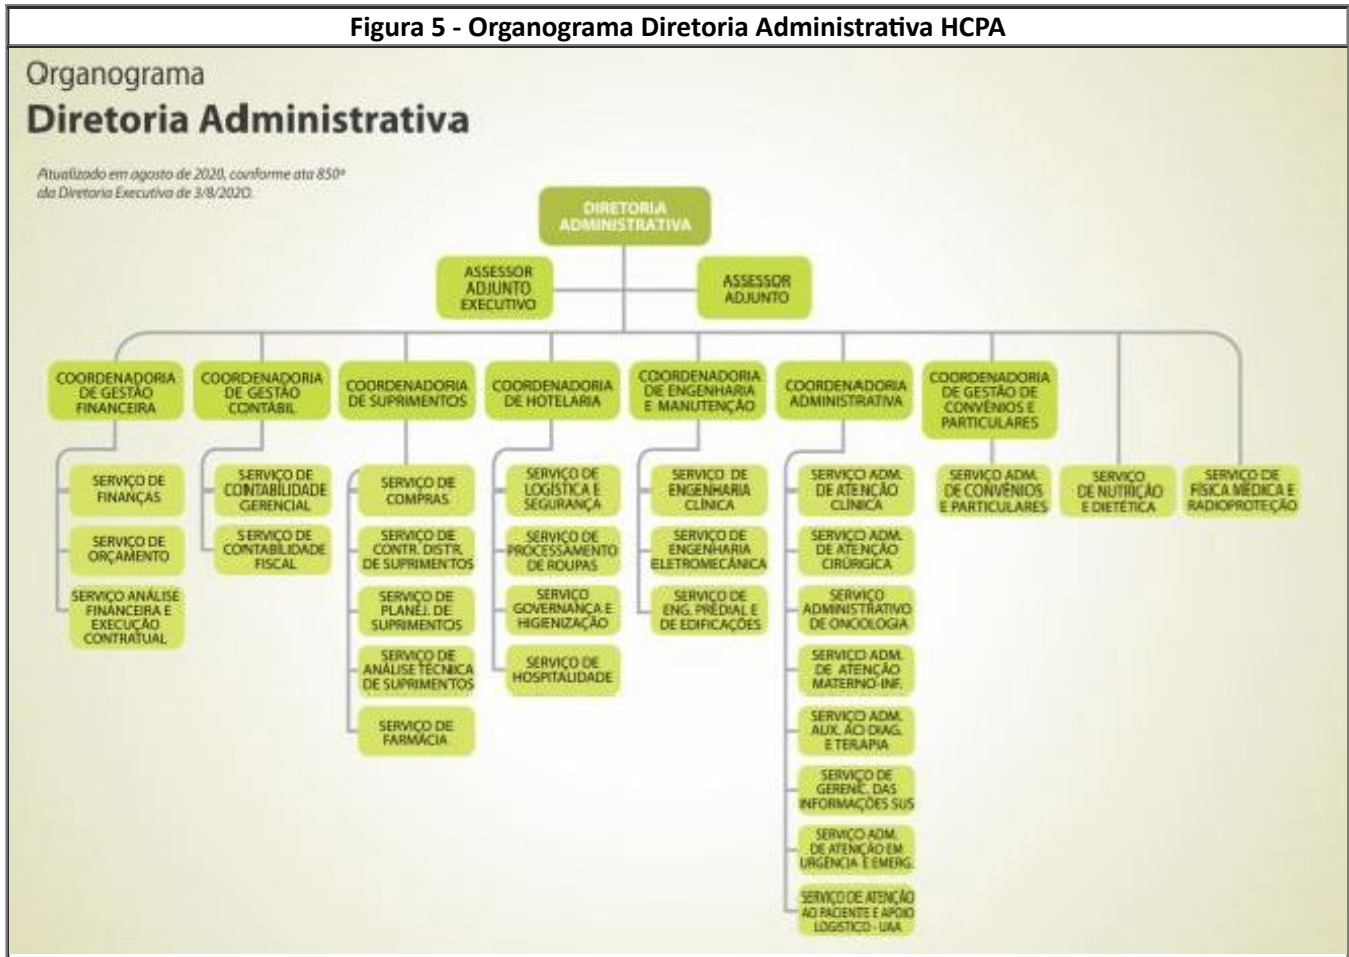 Figura 5 - Organograma Diretoria Administrativa HCPA
Organograma
Diretoria Administrativa
Atualizado em agosto de 2020, conforme ata 850ª
da Diretoria Executiva de 3/8/2020.
DIRETORIA
ADMINISTRATIVA
ASSESSOR
ADJUNTO
EXECUTIVO
ASSESSOR
ADJUNTO
COORDENADORIA
DE GESTÃO
FINANCEIRA
COORDENADORIA
DE GESTÃO
CONTÁBIL
COORDENADORIA
DE SUPRIMENTOS
COORDENADORIA
DE HOTELARIA
COORDENADORIA
DE ENGENHARIA
E MANUTENÇÃO
COORDENADORIA
ADMINISTRATIVA
COORDENADORIA
DE GESTÃO DE
CONVÊNIOS E
PARTICULARES
SERVIÇO DE
FINANÇAS
SERVIÇO DE
ORÇAMENTO
SERVIÇO ANÁLISE
FINANCEIRA E
EXECUÇÃO
CONTRATUAL
SERVIÇO DE
CONTABILIDADE
GERENCIAL
SERVIÇO DE
CONTABILIDADE
FISCAL
SERVIÇO DE
COMPRAS
SERVIÇO DE
CONTR. DISTR.
DE SUPRIMENTOS
SERVIÇO DE
PLANEJ. DE
SUPRIMENTOS
SERVIÇO DE
ANÁLISE TÉCNICA
DE SUPRIMENTOS
SERVIÇO DE
FARMÁCIA
SERVIÇO DE
LOGÍSTICA E
SEGURANÇA
SERVIÇO DE
PROCESSAMENTO
DE ROUPAS
SERVIÇO
GOVERNANÇA E
HIGIENIZAÇÃO
SERVIÇO DE
HOSPITALIDADE
SERVIÇO DE
ENGENHARIA
CLÍNICA
SERVIÇO DE
ENGENHARIA
ELETROMECÂNICA
SERVIÇO DE
ENG. PREDIAL E
DE EDIFICAÇÕES
SERVIÇO ADM.
DE ATENÇÃO
CLÍNICA
SERVIÇO ADM.
DE ATENÇÃO
CIRÚRGICA
SERVIÇO
ADMINISTRATIVO
DE ONCOLOGIA
SERVIÇO ADM.
DE ATENÇÃO
MATERNO-INF.
SERVIÇO ADM.
AUX. AO DIAG.
E TERAPIA
SERVIÇO DE
GERENC. DAS
INFORMAÇÕES SUS
SERVIÇO ADM.
DE ATENÇÃO EM
URGÊNCIA E EMERG.
SERVIÇO DE ATENÇÃO
AO PACIENTE E APOIO
LOGÍSTICO - UAA
SERVIÇO ADM.
DE CONVÊNIOS
E PARTICULARES
SERVIÇO
DE NUTRIÇÃO
E DIETÉTICA
SERVIÇO DE
FÍSICA MÉDICA E
RADIOPROTEÇÃO